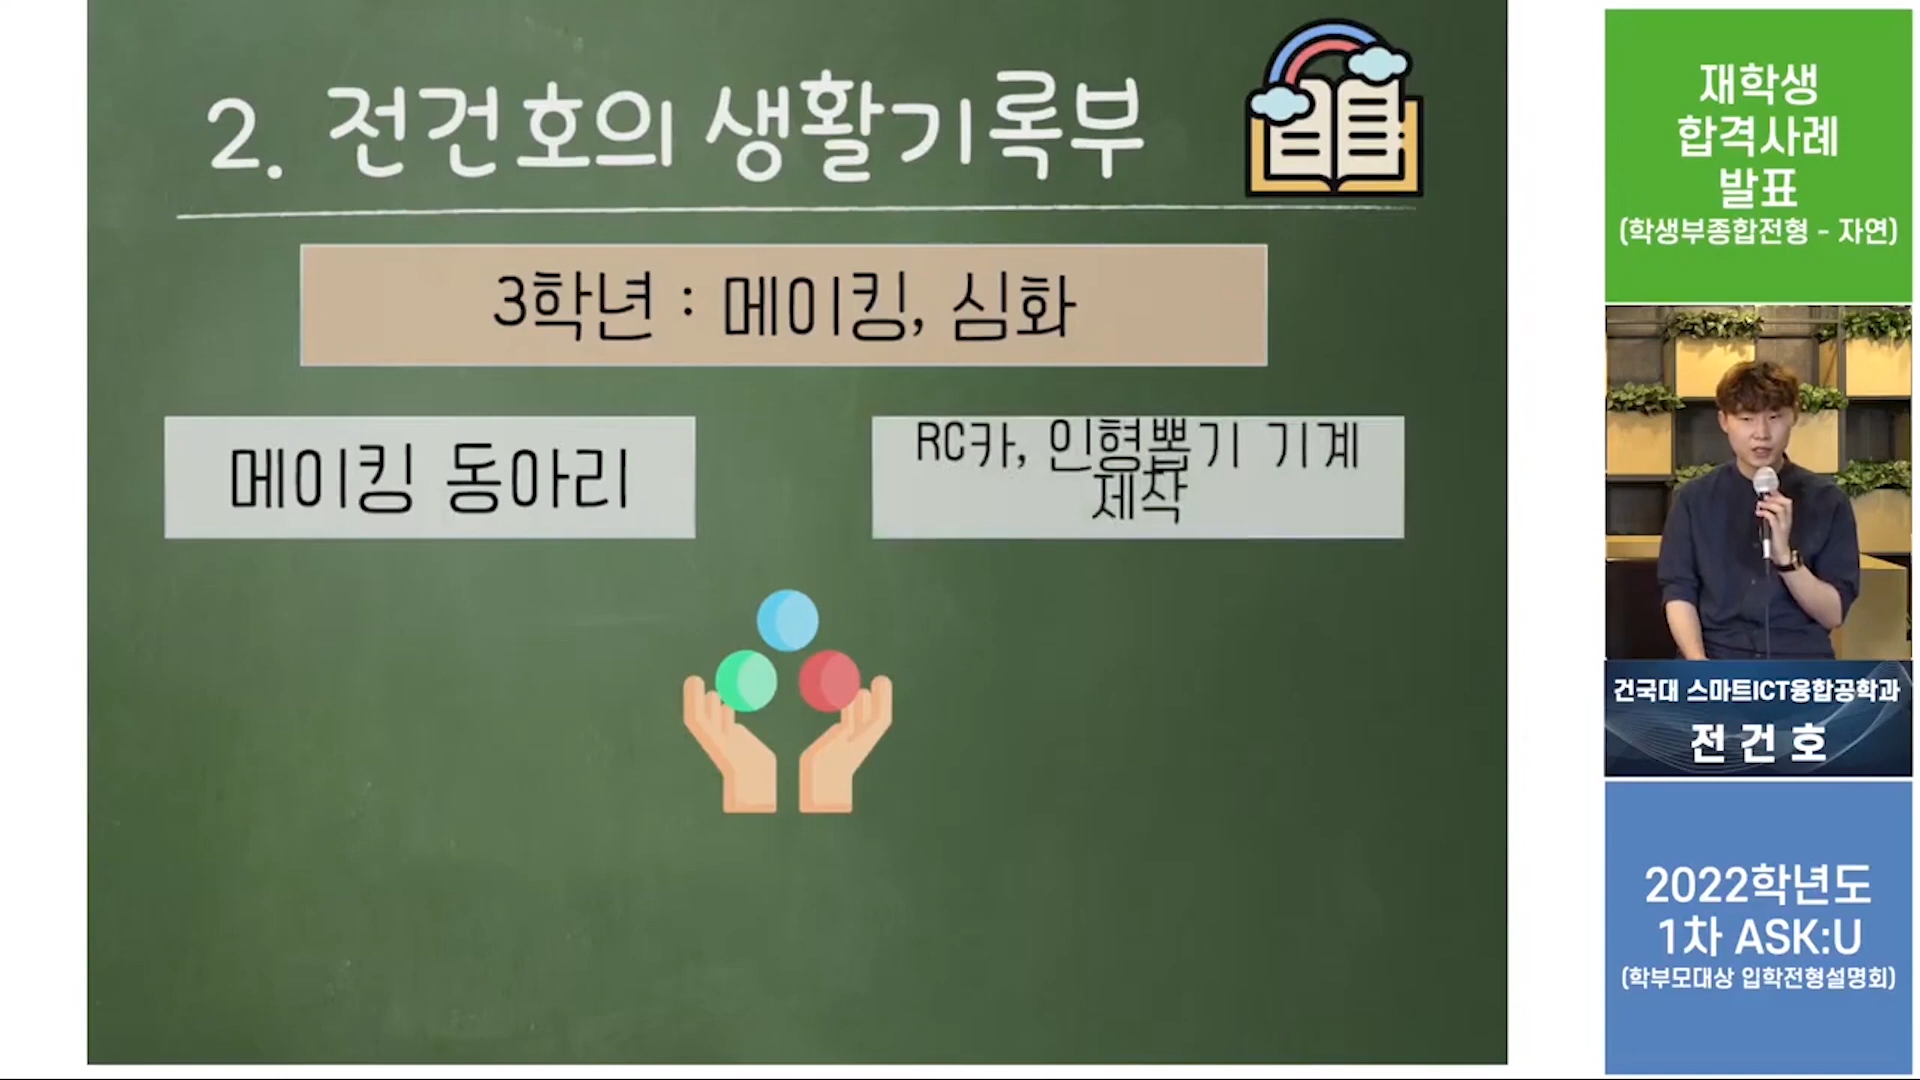 2. 전건호의 생활기록부
3학년 : 메이킹, 심화
메이킹 동아리
RC카, 인형뽑기 기계
제작
재학생
합격사례
발표
(학생부종합전형 - 자연)
건국대 스마트ICT융합공학과
전건호
2022학년도
1차 ASK:U
(학부모대상 입학전형설명회)